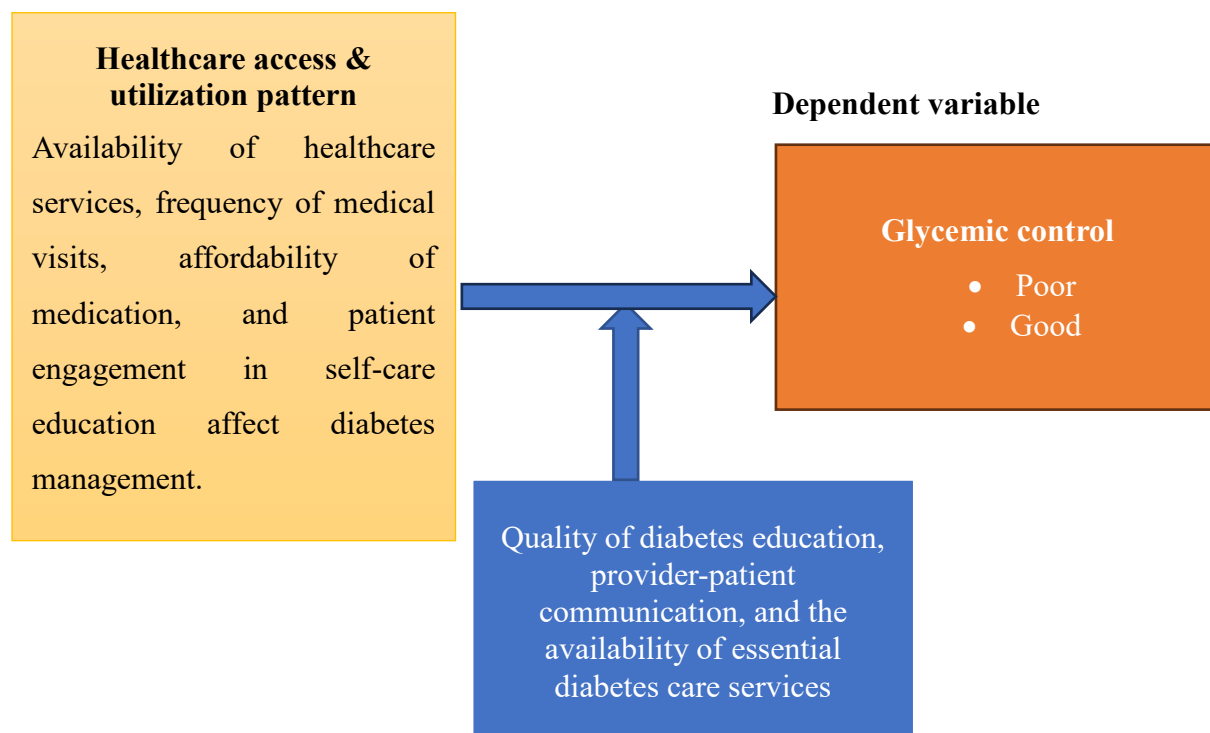 Healthcare access &
utilization pattern
Availability of healthcare
services, frequency of medical
visits, affordability of
medication, and patient
engagement in self-care
education affect diabetes
management.
Dependent variable
Glycemic control
• Poor
• Good
Quality of diabetes education,
provider-patient
communication, and the
availability of essential
diabetes care services